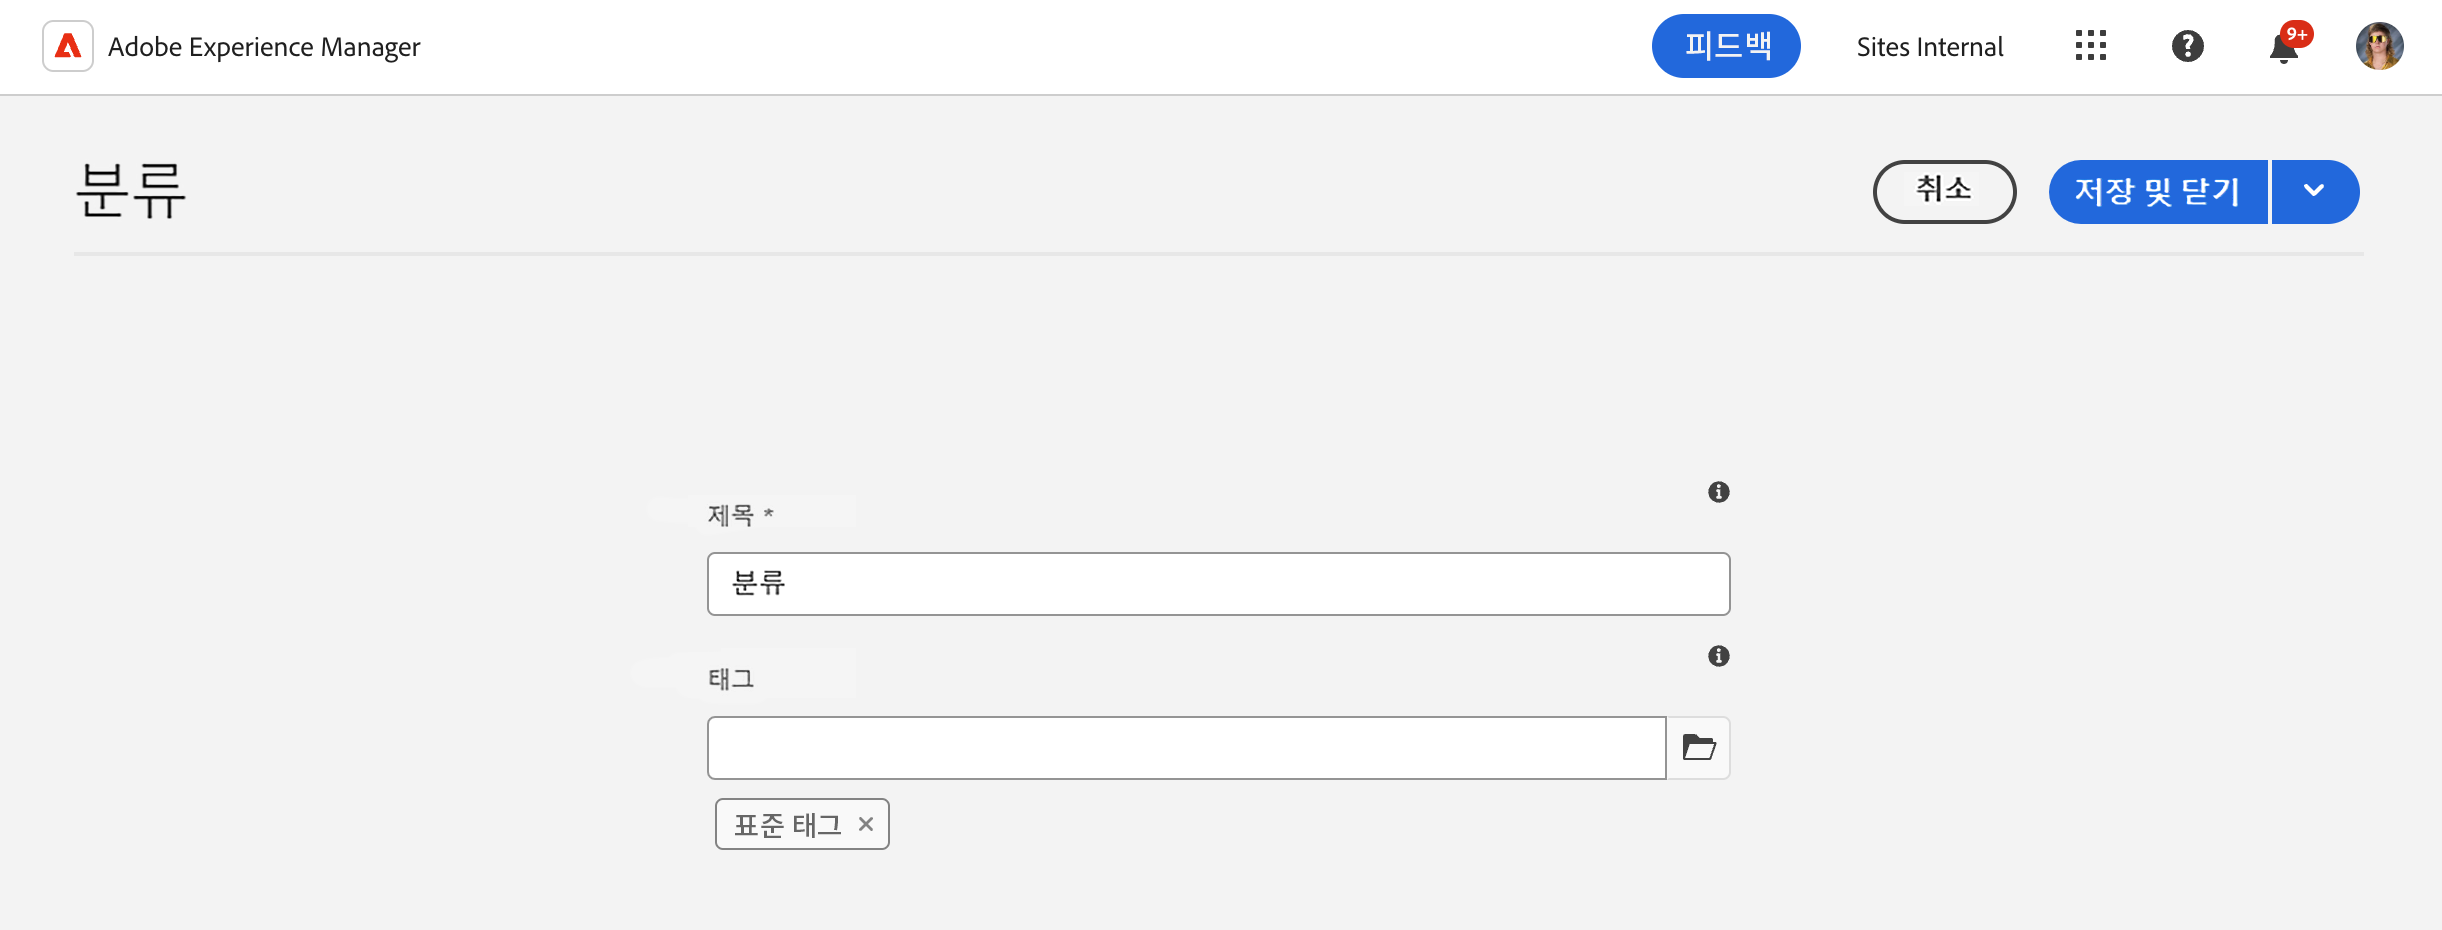 Adobe Experience Manager
피드백
Sites Internal
9+
분류
취소
저장 및 닫기
제목 *
분류
태그
표준 태그